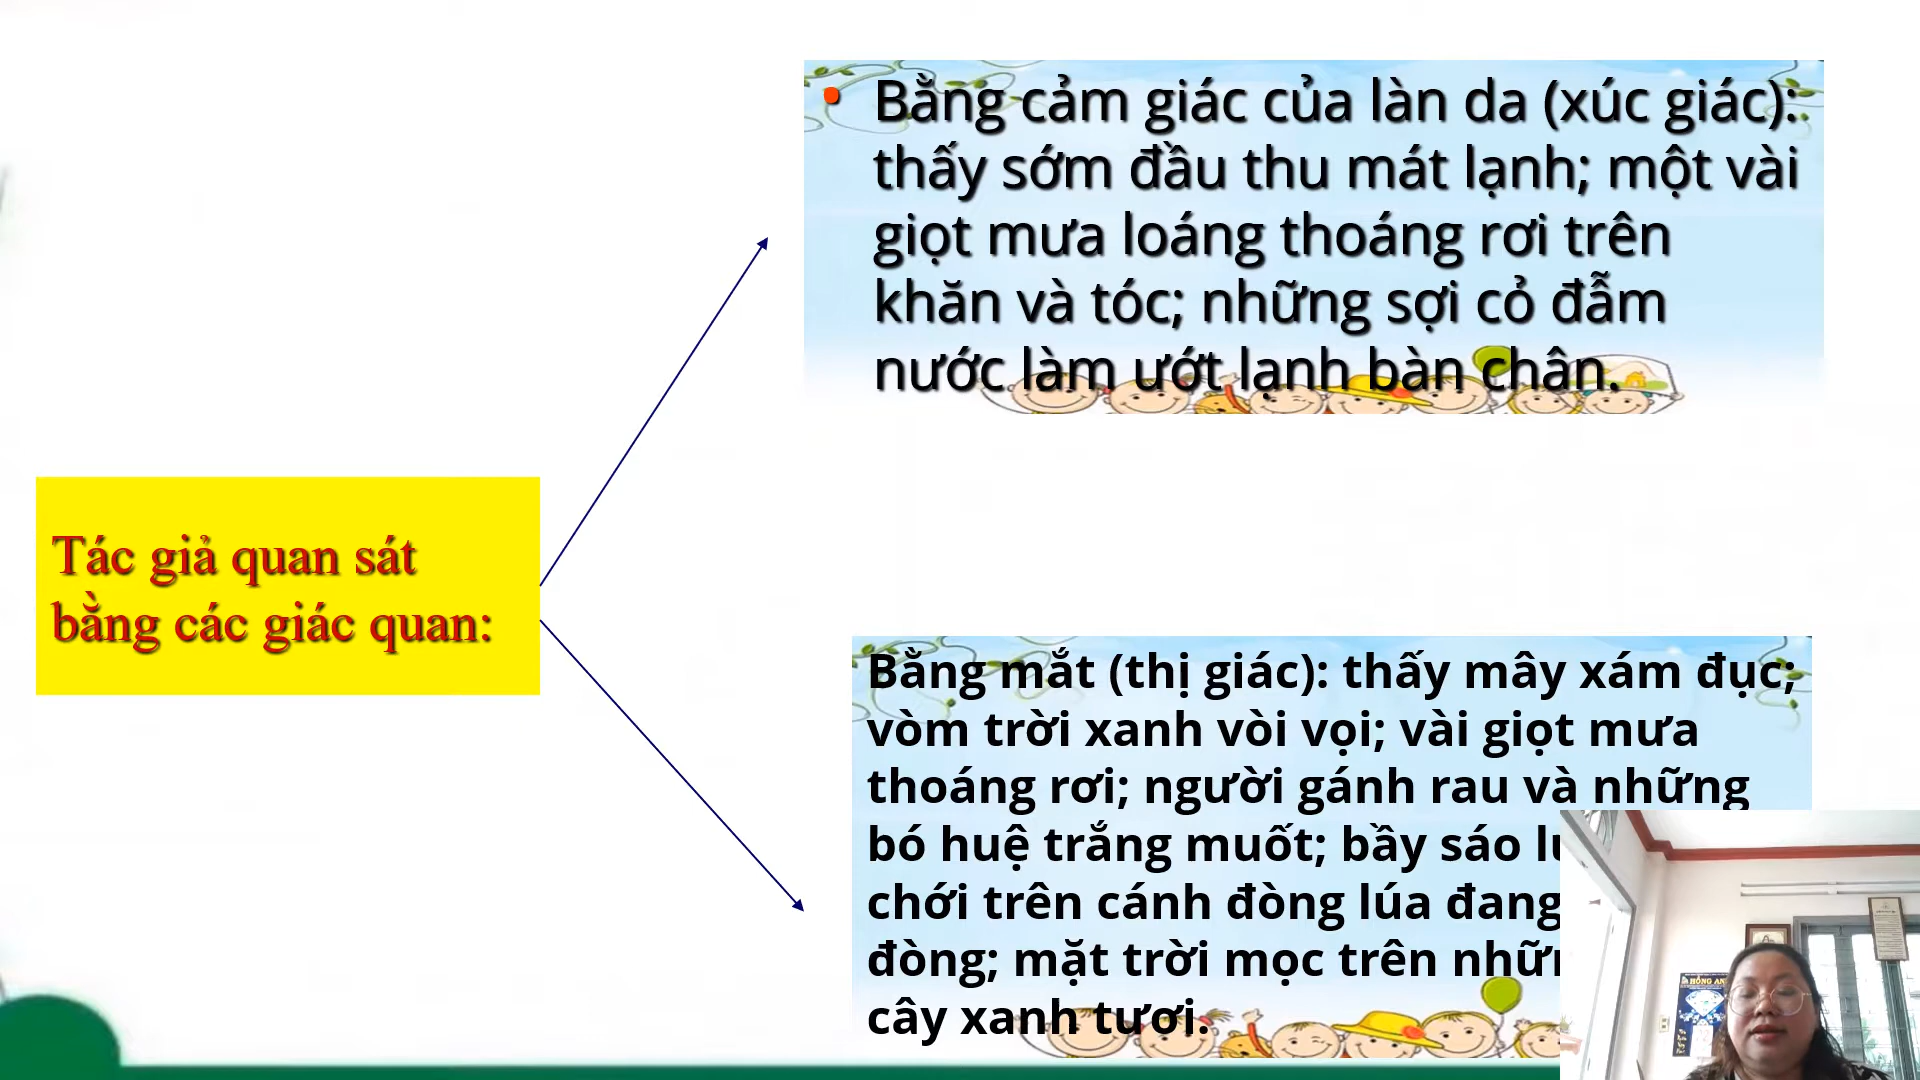 Bằng cảm giác của làn da (xúc giác):
thấy sớm đầu thu mát lạnh; một vài
giọt mưa loáng thoáng rơi trên
khăn và tóc; những sợi cỏ đẫm
nước làm ướt lạnh bàn chân.
Tác giả quan sát
bằng các giác quan:
Bằng mắt (thị giác): thấy mây xám đục;
vòm trời xanh vòi vọi; vài giọt mưa
thoáng rơi; người gánh rau và những
bó huệ trắng muốt; bầy sáo
chới trên cánh đòng lúa đang
đòng; mặt trời mọc trên
cây xanh tươi.